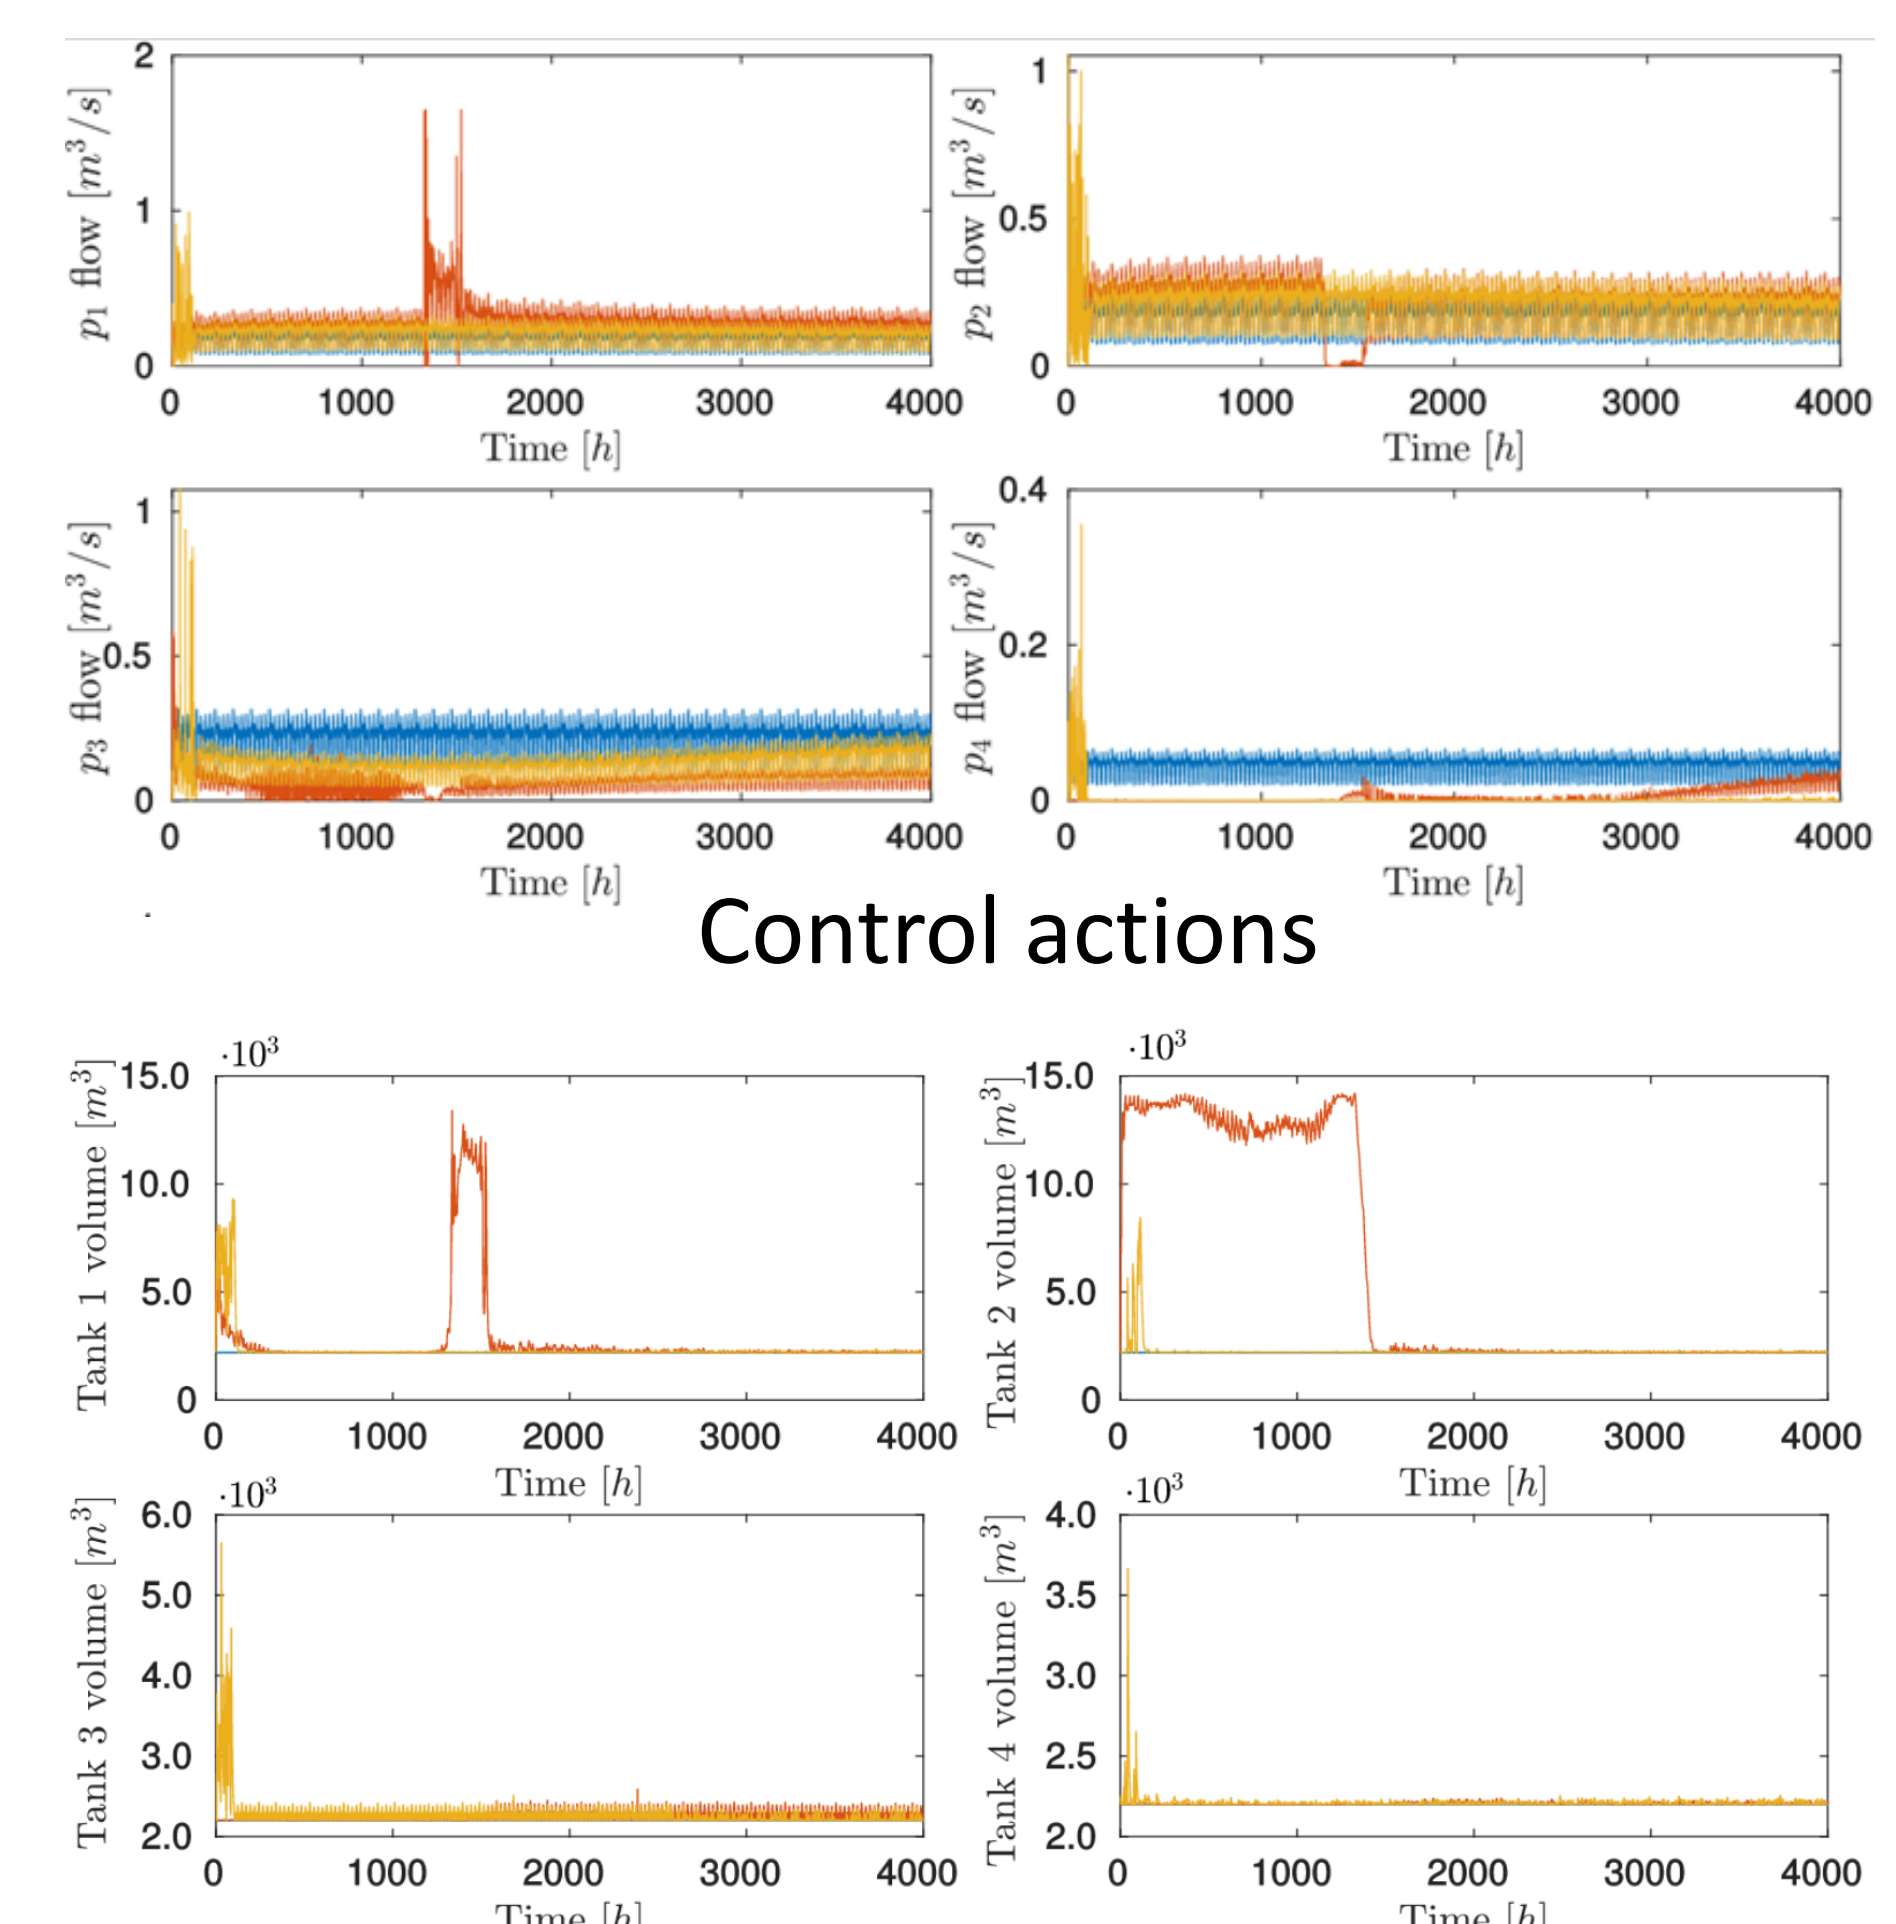 2
1
0
p₁ flow [m³/s]
0 1000 2000 3000 4000
Time [h]
1
0.5
0
p₂ flow [m³/s]
0 1000 2000 3000 4000
Time [h]
1
0.5
0
p₃ flow [m³/s]
0 1000 2000 3000 4000
Time [h]
0.4
0.2
0
p₄ flow [m³/s]
0 1000 2000 3000 4000
Time [h]
Control actions
·10³
15.0
10.0
5.0
0
Tank 1 volume [m³]
0 1000 2000 3000 4000
Time [h]
·10³
15.0
10.0
5.0
0
Tank 2 volume [m³]
0 1000 2000 3000 4000
Time [h]
·10³
6.0
5.0
4.0
3.0
2.0
Tank 3 volume [m³]
0 1000 2000 3000 4000
Time [h]
·10³
4.0
3.5
3.0
2.5
2.0
Tank 4 volume [m³]
0 1000 2000 3000 4000
Time [h]